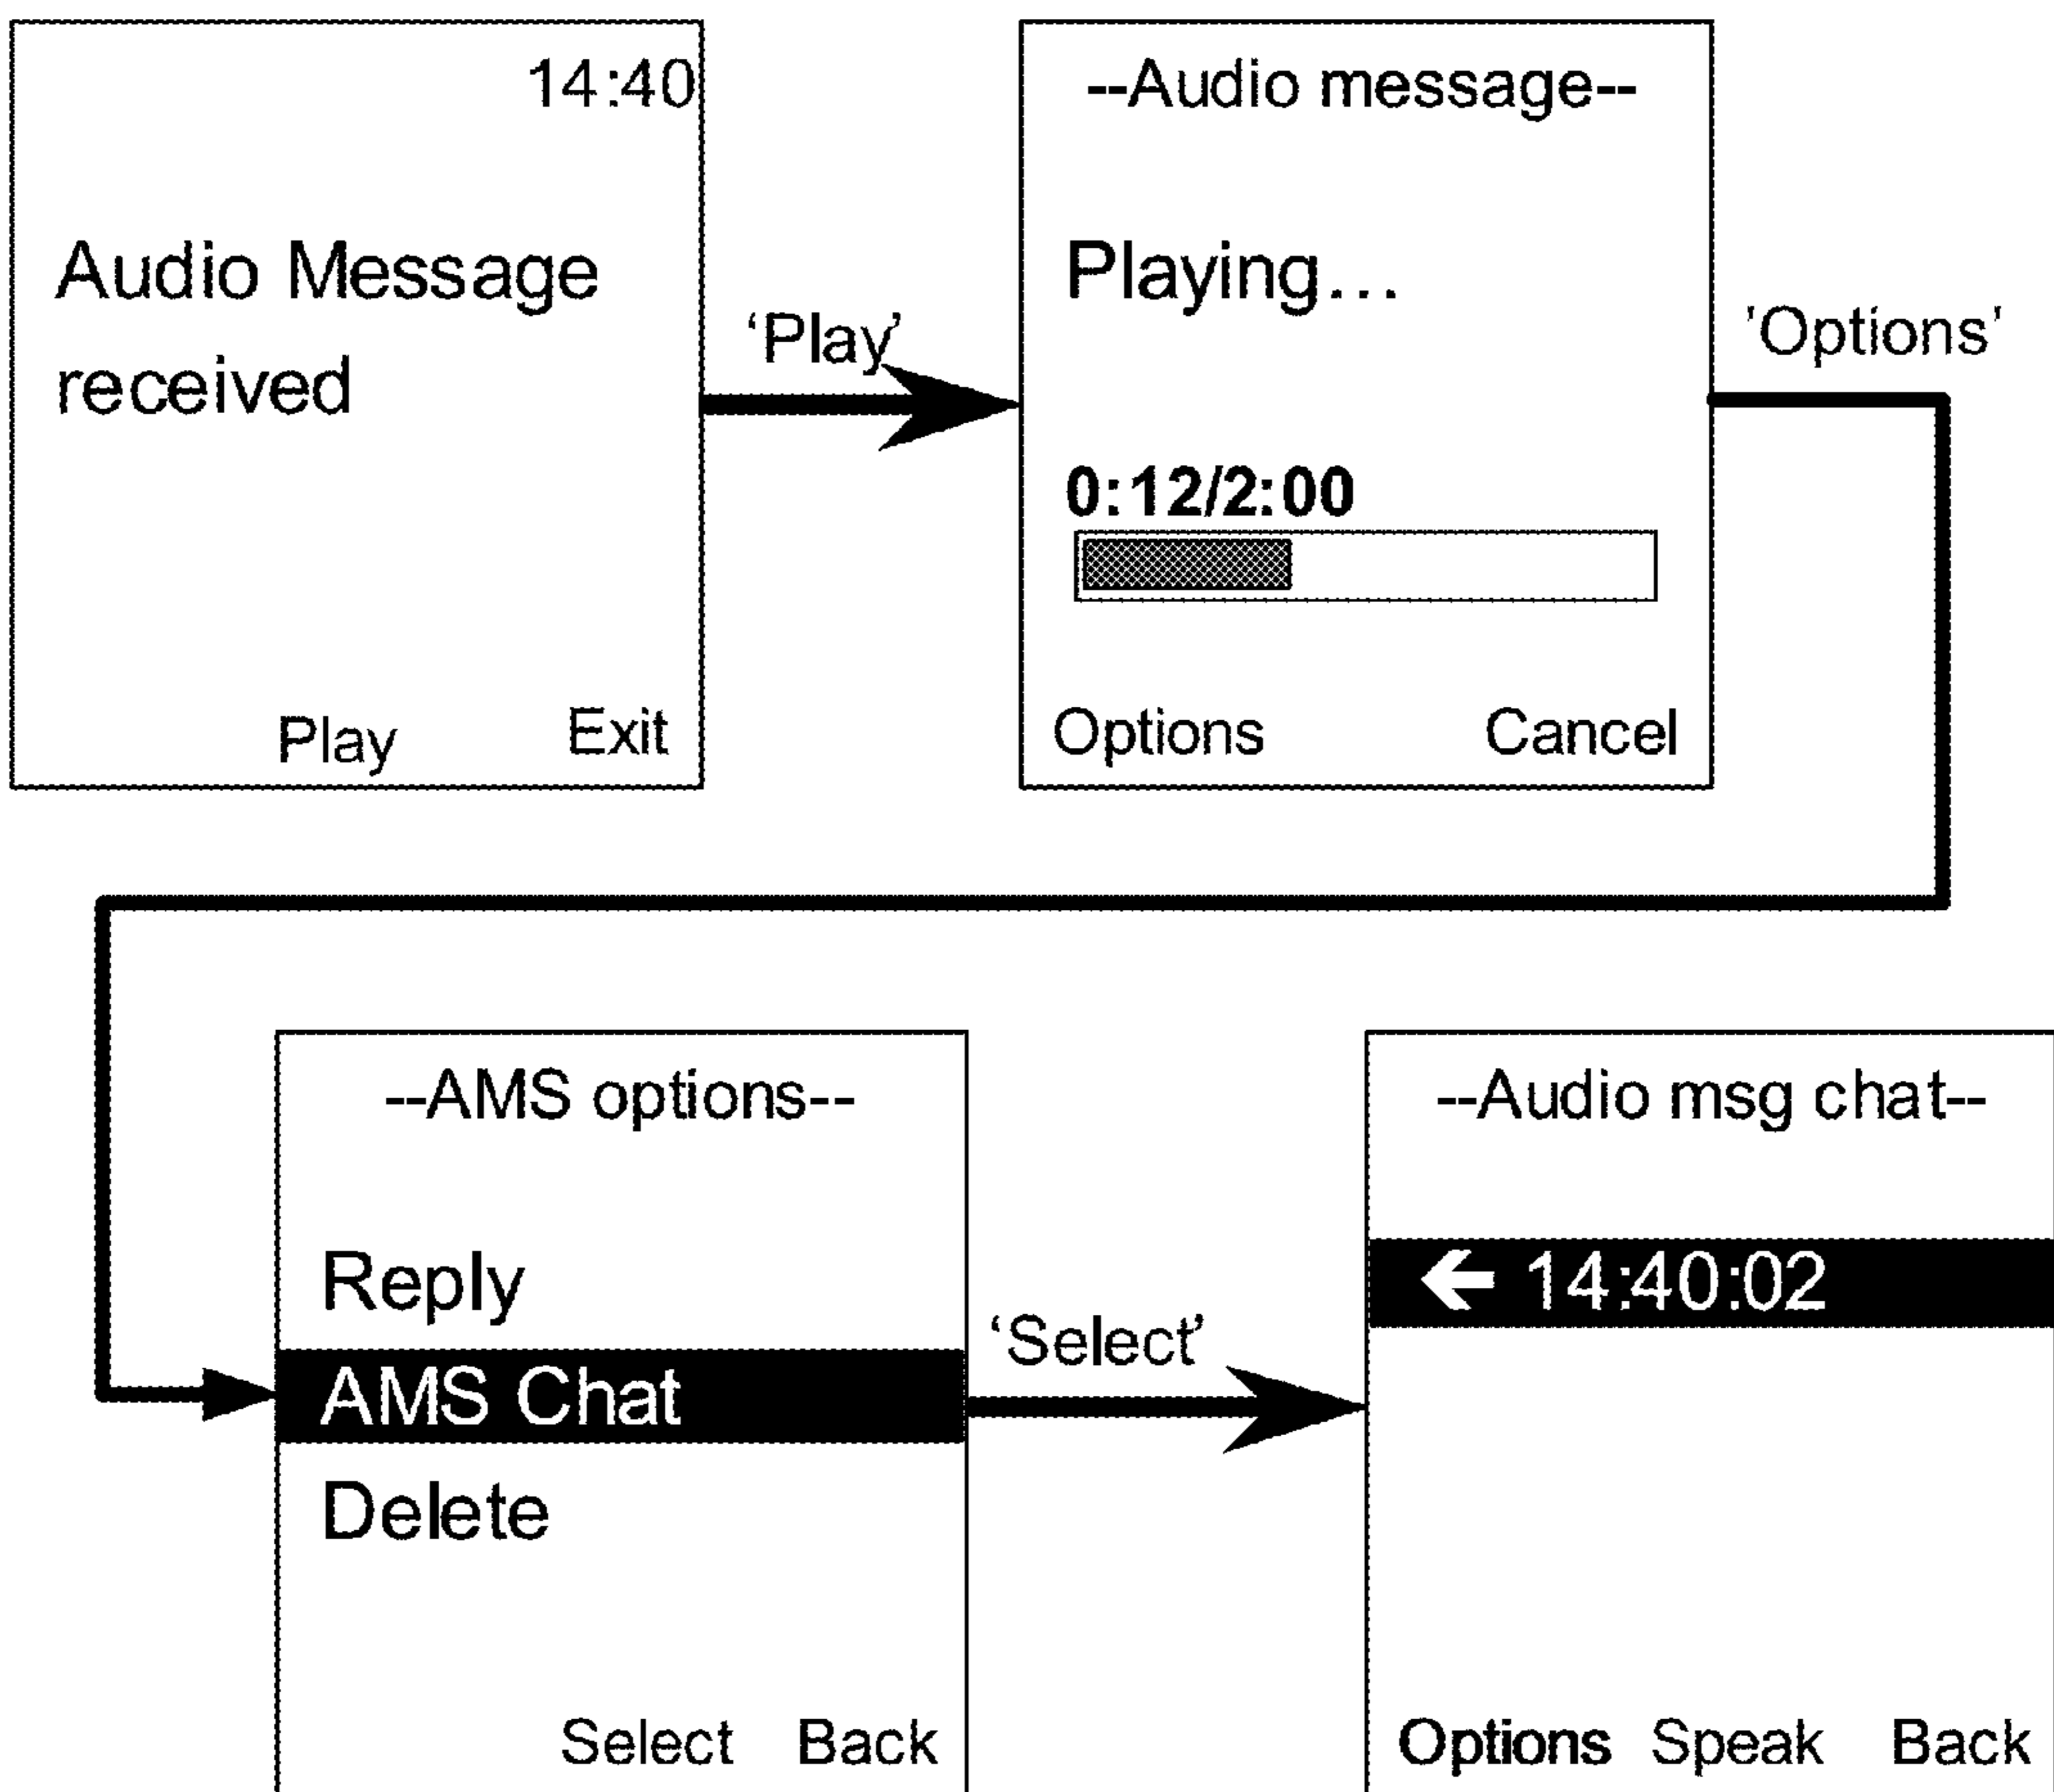 14:40
Audio Message
received
Play Exit
‘Play’
--Audio message--
Playing...
0:12/2:00
Options Cancel
'Options'
--AMS options--
Reply
AMS Chat
Delete
Select Back
‘Select’
--Audio msg chat--
← 14:40:02
Options Speak Back